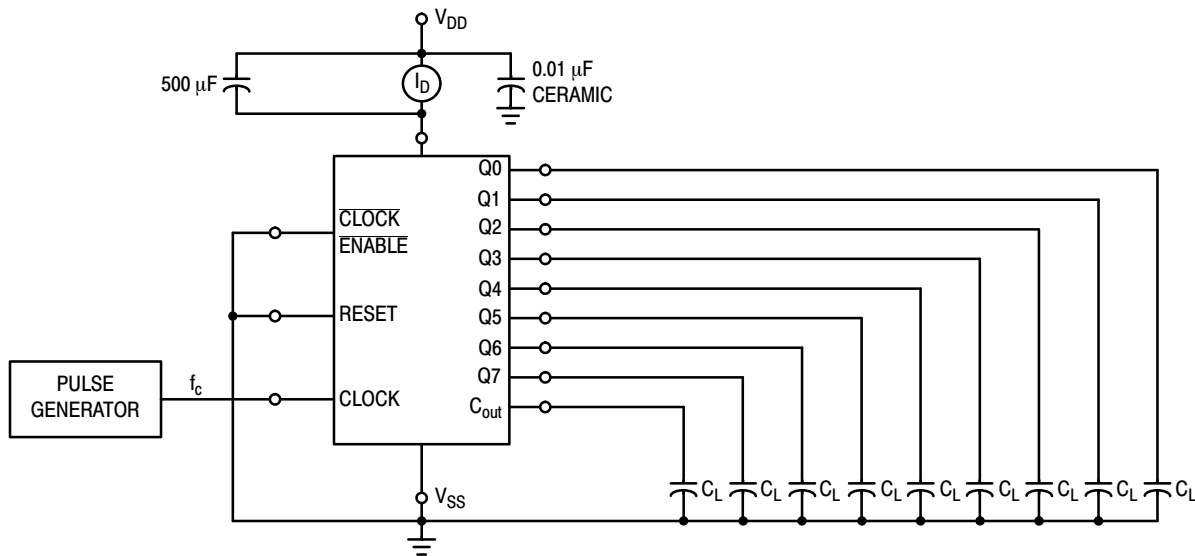 V_DD
500 μF
I_D
0.01 μF
CERAMIC
CLOCK
ENABLE
RESET
CLOCK
Q0
Q1
Q2
Q3
Q4
Q5
Q6
Q7
C_out
PULSE
GENERATOR
f_c
V_SS
C_L
C_L
C_L
C_L
C_L
C_L
C_L
C_L
C_L